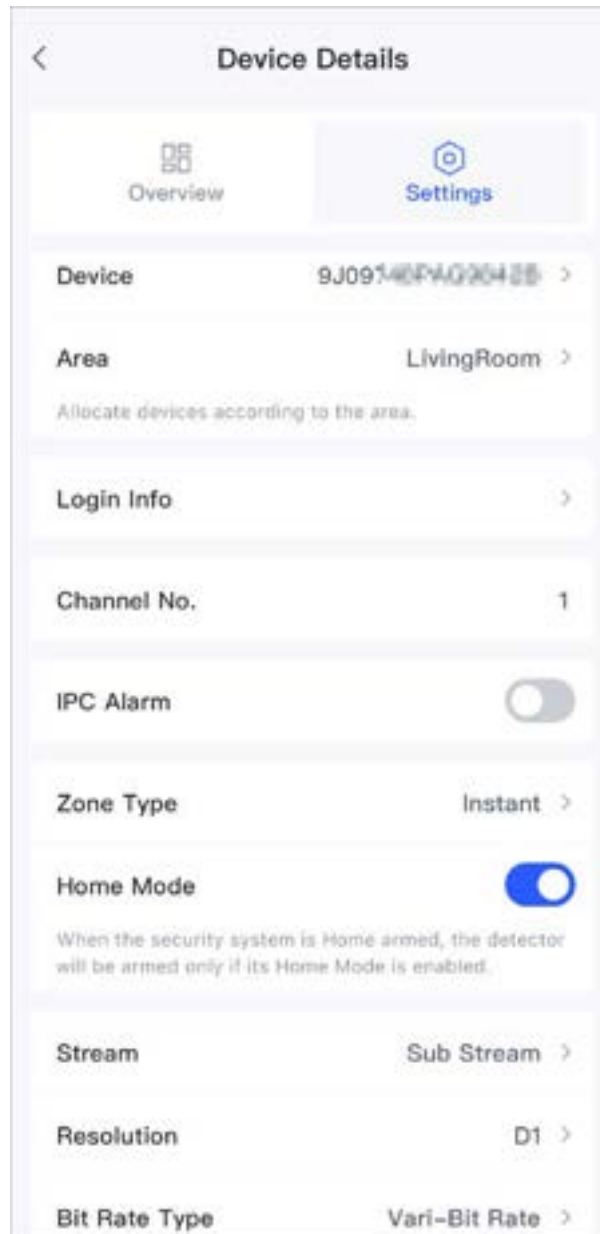 Device Details
Overview
Settings
Device
Area LivingRoom
Allocate devices according to the area.
Login Info
Channel No. 1
IPC Alarm
Zone Type Instant
Home Mode
When the security system is Home armed, the detector
will be armed only if its Home Mode is enabled.
Stream Sub Stream
Resolution D1
Bit Rate Type Vari-Bit Rate